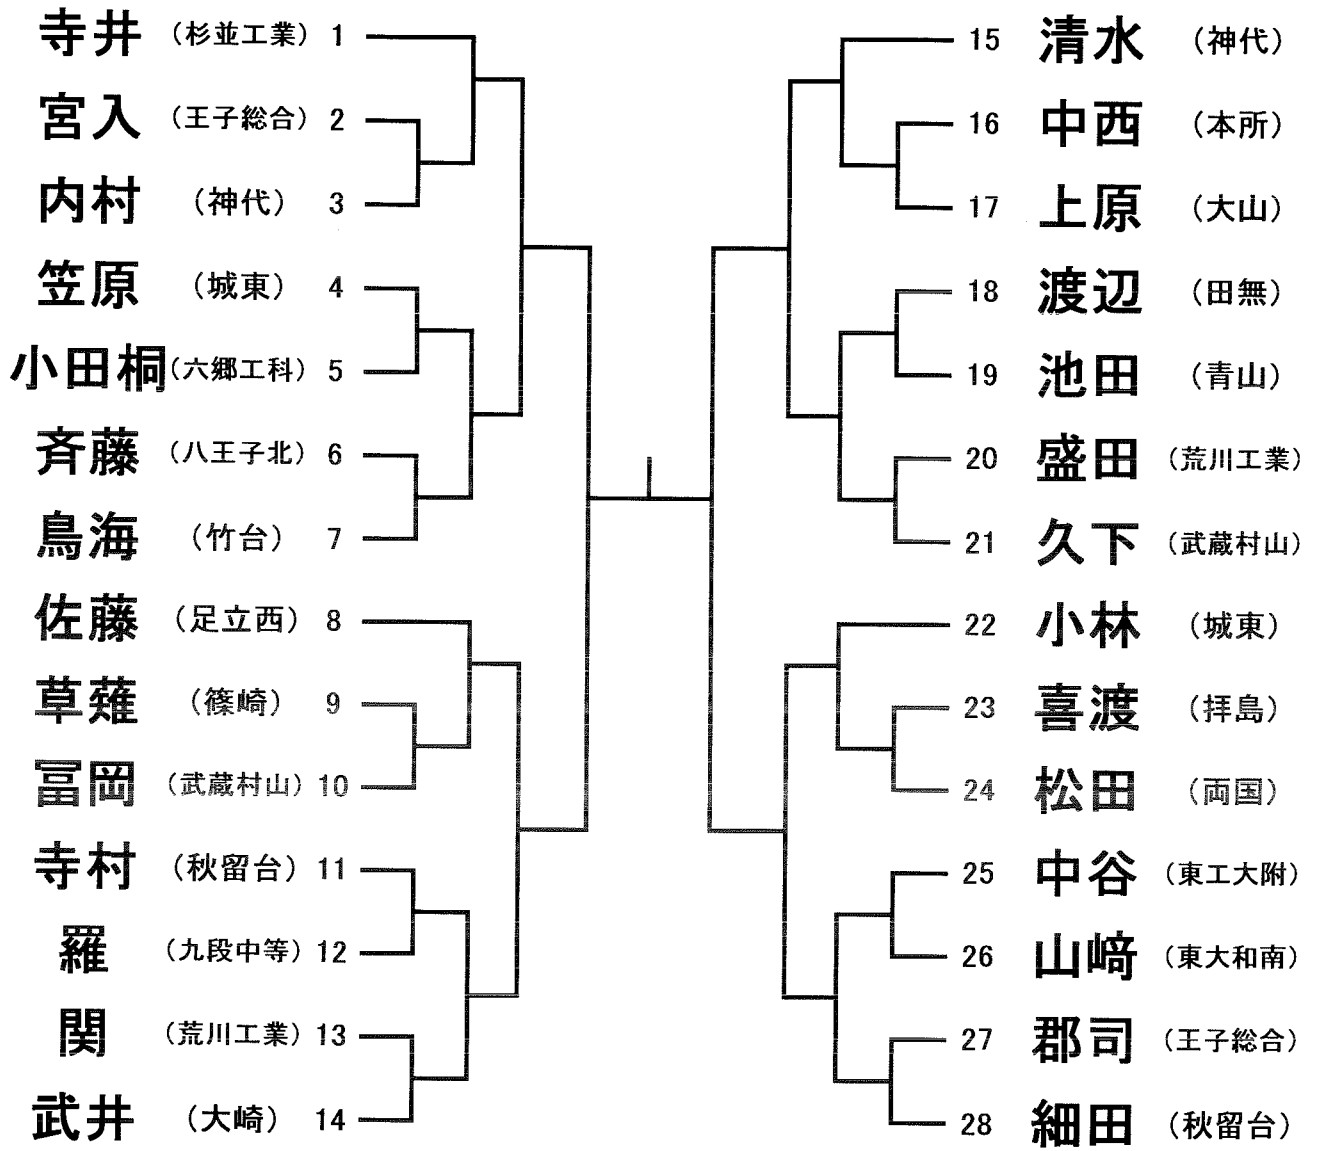 寺井 （杉並工業） 1
宮入 （王子総合） 2
内村 （神代） 3
笠原 （城東） 4
小田桐 （六郷工科） 5
斉藤 （八王子北） 6
鳥海 （竹台） 7
佐藤 （足立西） 8
草薙 （篠崎） 9
冨岡 （武蔵村山） 10
寺村 （秋留台） 11
羅 （九段中等） 12
関 （荒川工業） 13
武井 （大崎） 14
15 清水 （神代）
16 中西 （本所）
17 上原 （大山）
18 渡辺 （田無）
19 池田 （青山）
20 盛田 （荒川工業）
21 久下 （武蔵村山）
22 小林 （城東）
23 喜渡 （拝島）
24 松田 （両国）
25 中谷 （東工大附）
26 山﨑 （東大和南）
27 郡司 （王子総合）
28 細田 （秋留台）